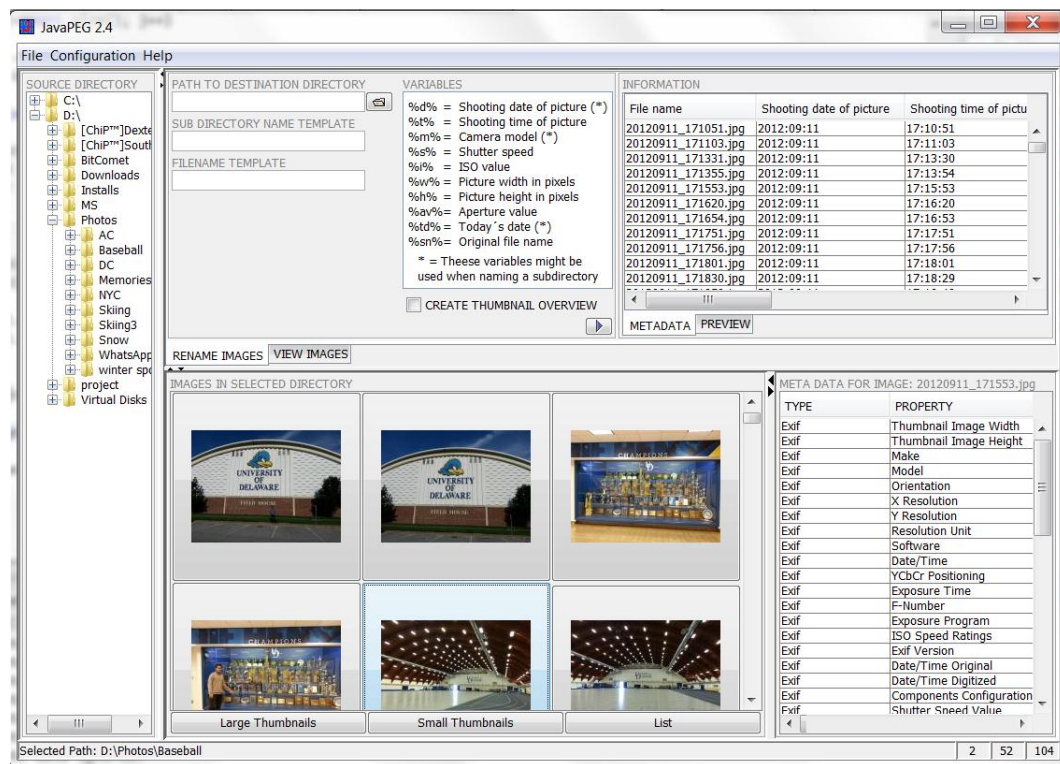 JavaPEG 2.4
File Configuration Help
SOURCE DIRECTORY
C:\
D:\
[ChiP™]Dexte
[ChiP™]Sout
BitComet
Downloads
Installs
MS
Photos
AC
Baseball
DC
Memories
NYC
Skiing
Skiing3
Snow
WhatsApp
winter spo
project
Virtual Disks
PATH TO DESTINATION DIRECTORY
SUB DIRECTORY NAME TEMPLATE
FILENAME TEMPLATE
VARIABLES
%d% = Shooting date of picture (*)
%t% = Shooting time of picture
%m% = Camera model (*)
%s% = Shutter speed
%i% = ISO value
%w% = Picture width in pixels
%h% = Picture height in pixels
%av%= Aperture value
%td%= Today´s date (*)
%sn%= Original file name
* = Theese variables might be
used when naming a subdirectory
CREATE THUMBNAIL OVERVIEW
RENAME IMAGES VIEW IMAGES
INFORMATION
File name Shooting date of picture Shooting time of pictu
20120911_171051.jpg 2012:09:11 17:10:51
20120911_171103.jpg 2012:09:11 17:11:03
20120911_171331.jpg 2012:09:11 17:13:30
20120911_171355.jpg 2012:09:11 17:13:54
20120911_171553.jpg 2012:09:11 17:15:53
20120911_171620.jpg 2012:09:11 17:16:20
20120911_171654.jpg 2012:09:11 17:16:53
20120911_171751.jpg 2012:09:11 17:17:51
20120911_171756.jpg 2012:09:11 17:17:56
20120911_171801.jpg 2012:09:11 17:18:01
20120911_171830.jpg 2012:09:11 17:18:29
METADATA PREVIEW
IMAGES IN SELECTED DIRECTORY
UNIVERSITY
OF
DELAWARE
FIELD HOUSE
UNIVERSITY
OF
DELAWARE
FIELD HOUSE
CHAMPIONS
CHAMPIONS
Large Thumbnails Small Thumbnails List
META DATA FOR IMAGE: 20120911_171553.jpg
TYPE PROPERTY
Exif Thumbnail Image Width
Exif Thumbnail Image Height
Exif Make
Exif Model
Exif Orientation
Exif X Resolution
Exif Y Resolution
Exif Resolution Unit
Exif Software
Exif Date/Time
Exif YCbCr Positioning
Exif Exposure Time
Exif F-Number
Exif Exposure Program
Exif ISO Speed Ratings
Exif Exif Version
Exif Date/Time Original
Exif Date/Time Digitized
Exif Components Configuration
Exif Shutter Speed Value
Selected Path: D:\Photos\Baseball 2 52 104